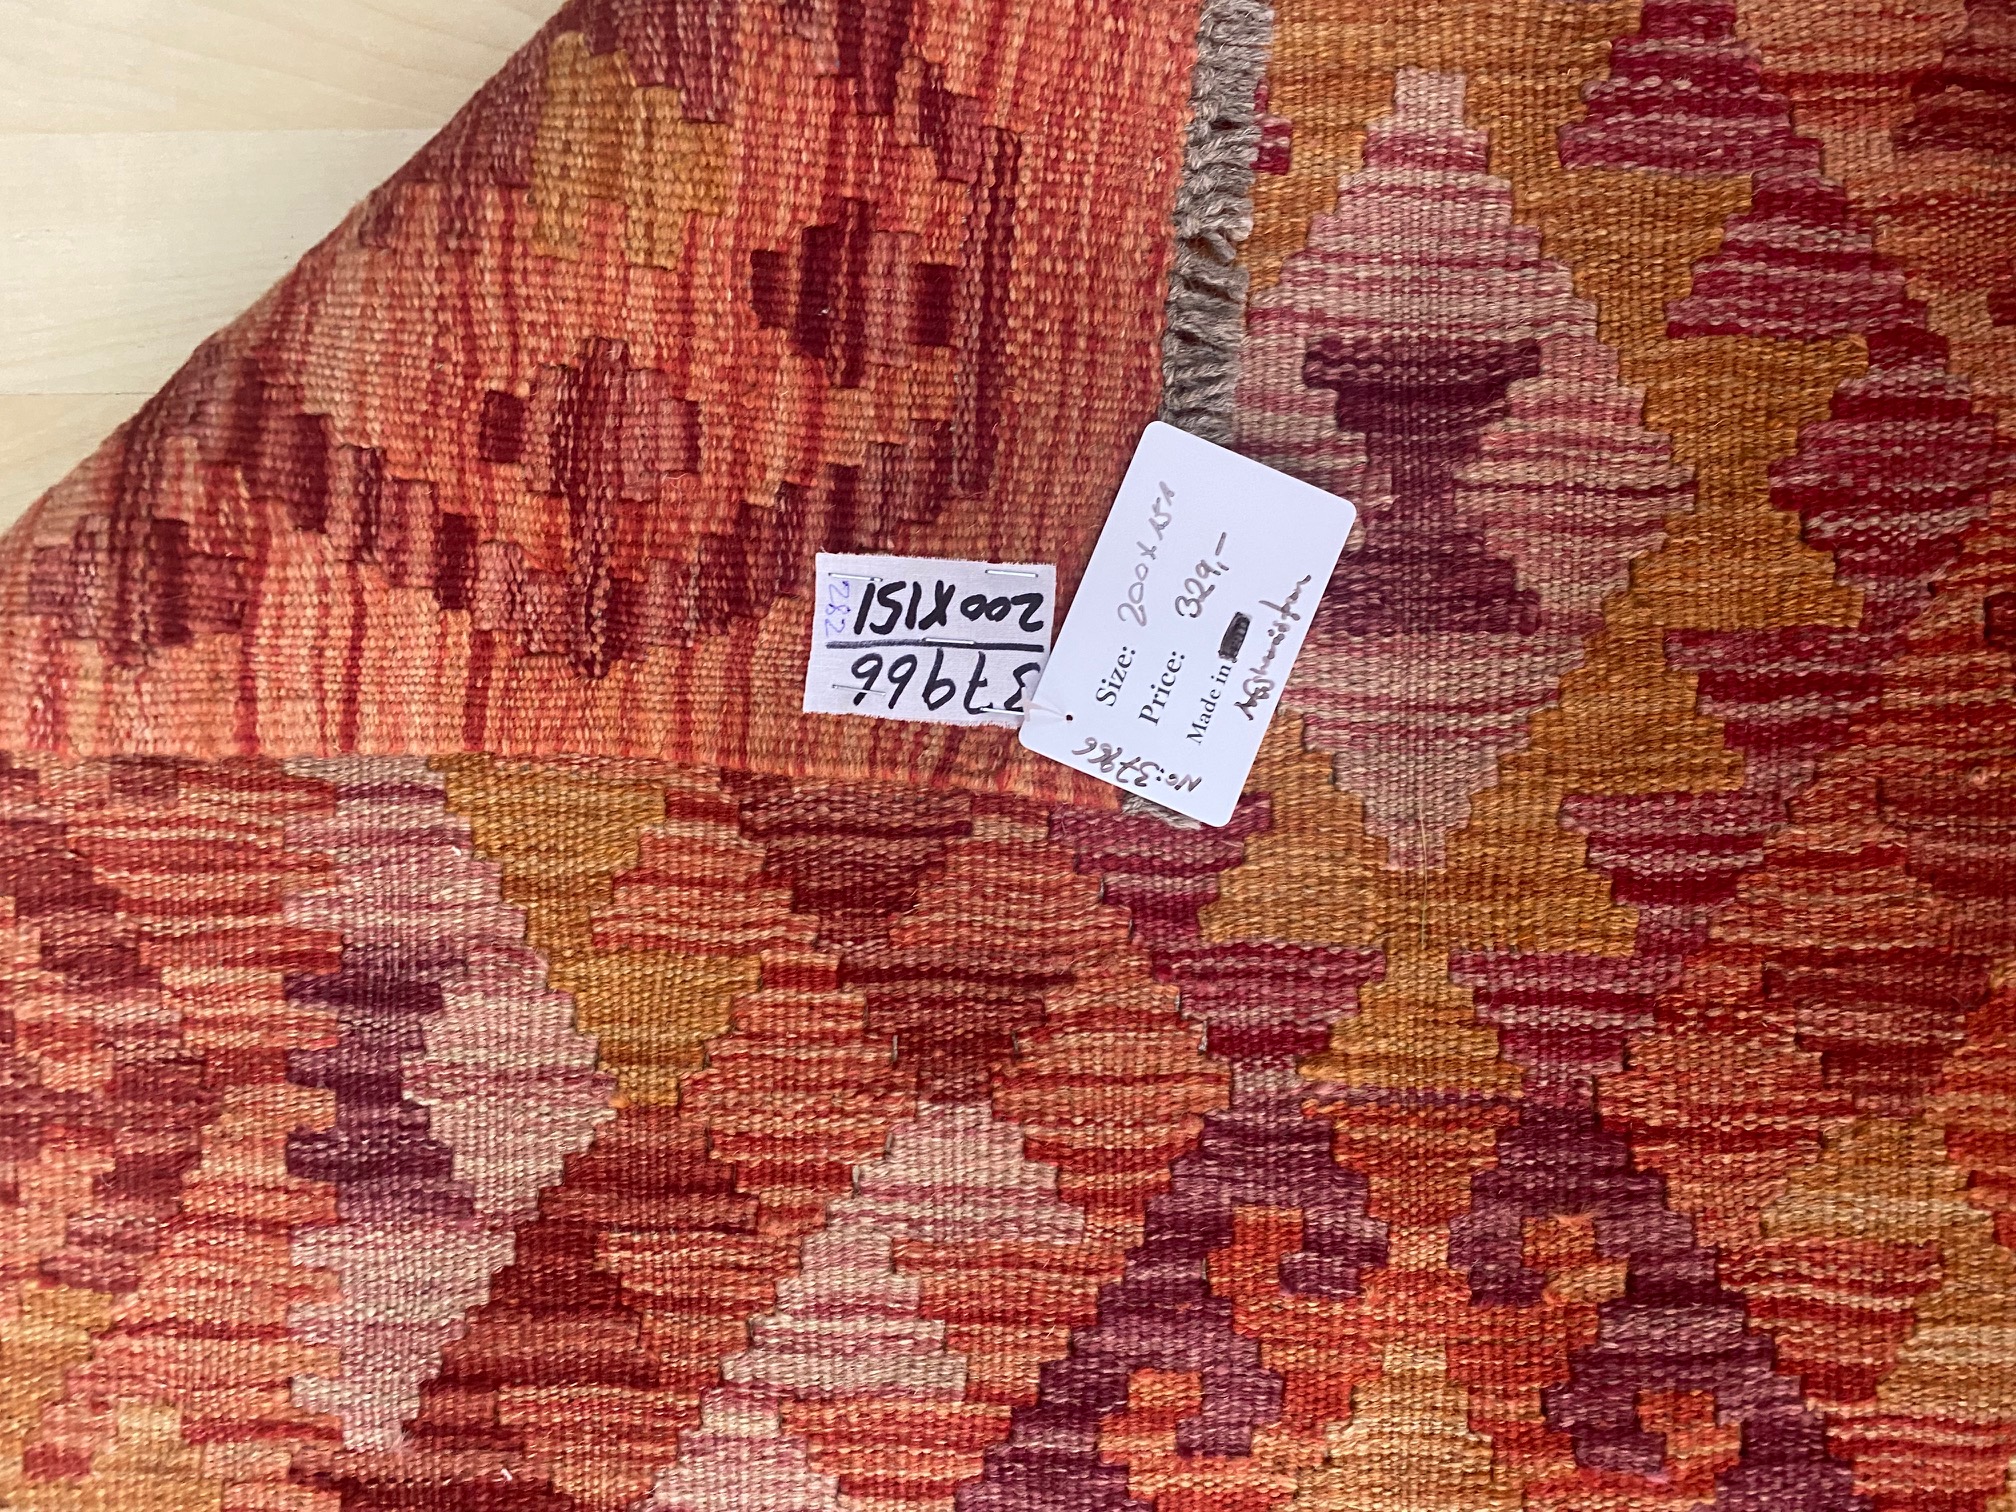 37966
200X151
282
No: 37966
Size: 200x151
Price: 329,-
Made in
Afghanistan